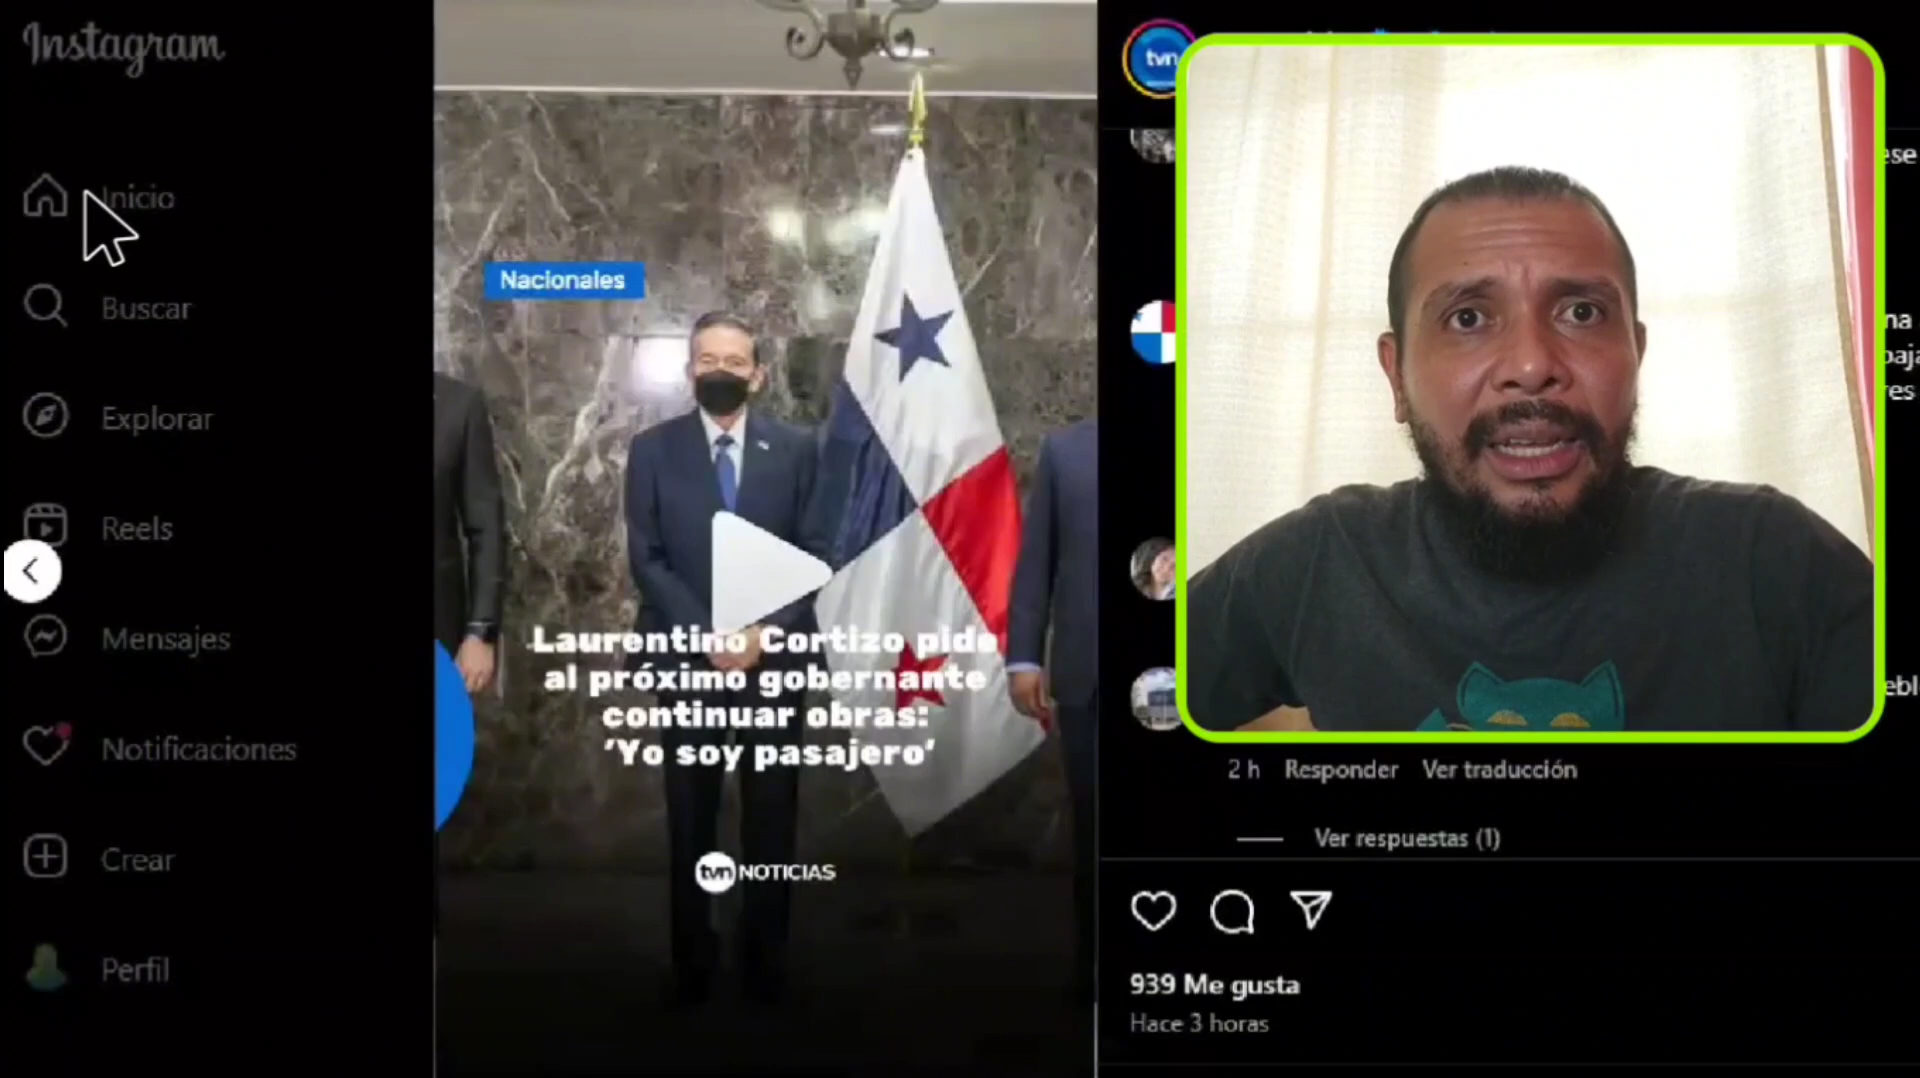 Instagram
Inicio
Buscar
Explorar
Reels
Mensajes
Notificaciones
Crear
Perfil
Nacionales
Laurentino Cortizo pide
al próximo gobernante
continuar obras:
'Yo soy pasajero'
tvn NOTICIAS
tvn
2 h Responder Ver traducción
Ver respuestas (1)
939 Me gusta
Hace 3 horas